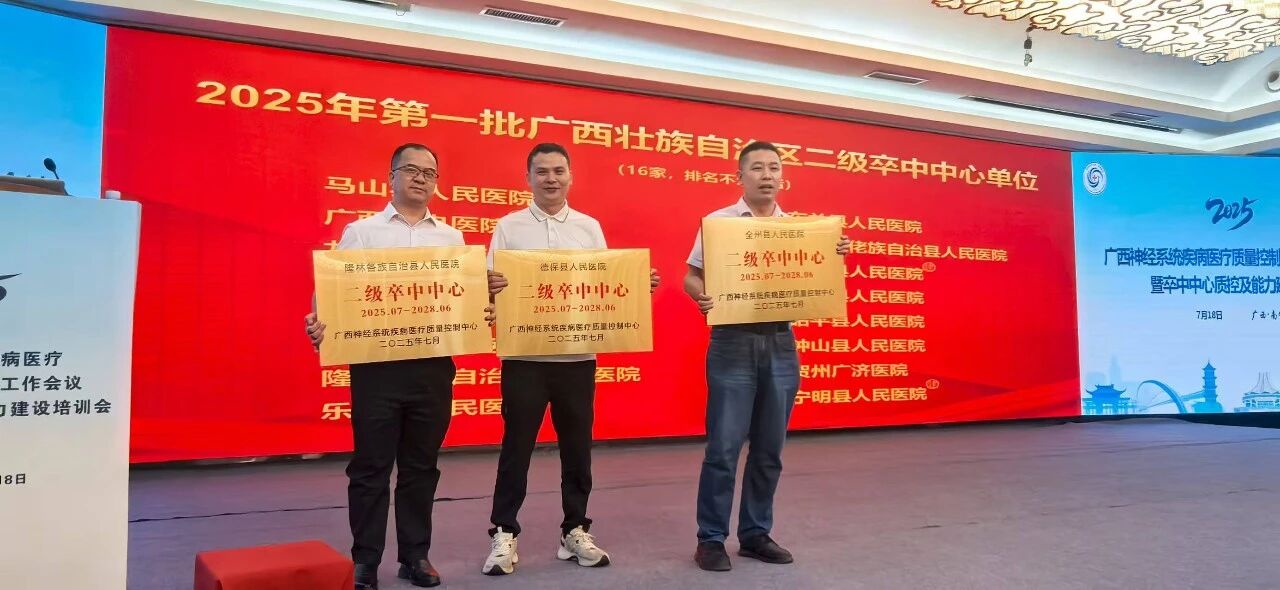 2025年第一批广西壮族自治区二级卒中中心单位
(16家，排名不
马山 人民医院
广西 医院
人民医院
佬族自治县人民医院
人民医院
人民医院
昭平县人民医院
隆 自治 民医院
钟山县人民医院
贺州广济医院
乐 民医
宁明县人民医院
隆林各族自治县人民医院
二级卒中中心
2025.07-2028.06
广西神经系统疾病医疗质量控制中心
二〇二五年七月
德保县人民医院
二级卒中中心
2025.07-2028.06
广西神经系统疾病医疗质量控制中心
二〇二五年七月
全州县人民医院
二级卒中中心
2025.07-2028.06
广西神经系统疾病医疗质量控制中心
二〇二五年七月
2025
广西神经系统疾病医疗质量控制
暨卒中中心质控及能力
7月18日 广西·南
病医疗
工作会议
力建设培训会
8日